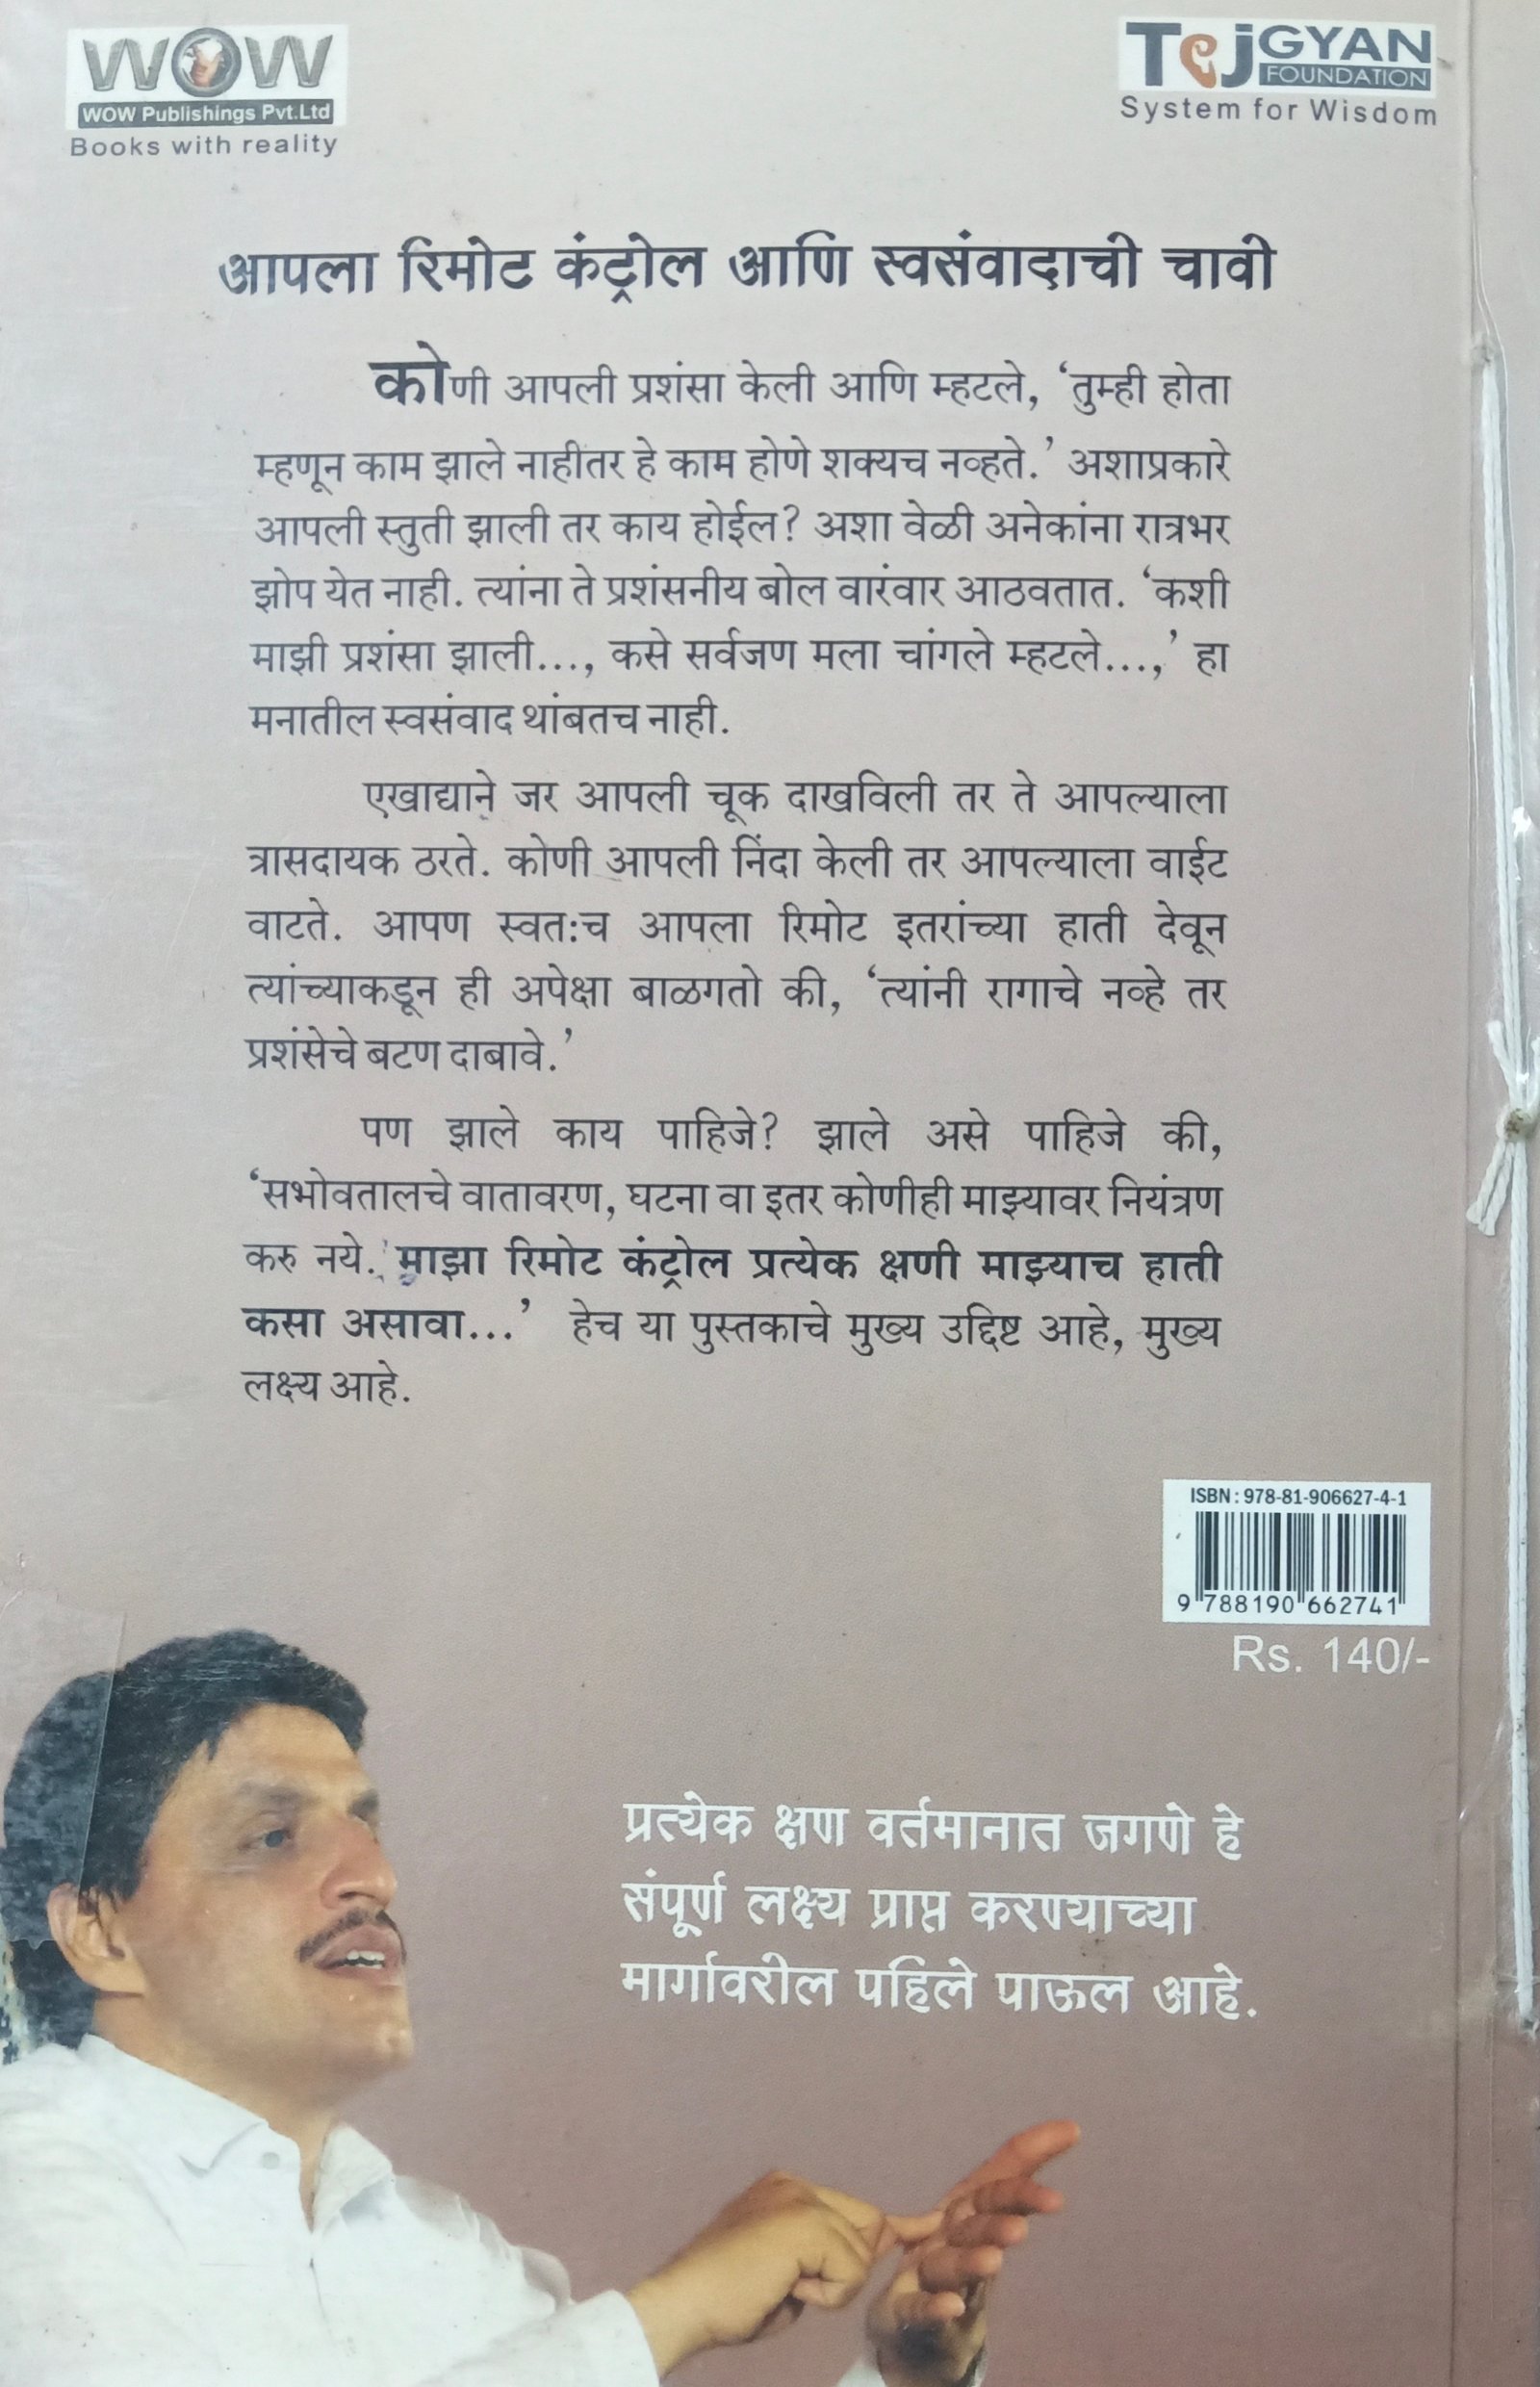 WOW
WOW Publishings Pvt.Ltd
Books with reality
TejGYAN
FOUNDATION
System for Wisdom
आपला रिमोट कंट्रोल आणि स्वसंवादाची चावी
कोणी आपली प्रशंसा केली आणि म्हटले, ‘तुम्ही होता
म्हणून काम झाले नाहीतर हे काम होणे शक्यच नव्हते.’ अशाप्रकारे
आपली स्तुती झाली तर काय होईल? अशा वेळी अनेकांना रात्रभर
झोप येत नाही. त्यांना ते प्रशंसनीय बोल वारंवार आठवतात. ‘कशी
माझी प्रशंसा झाली..., कसे सर्वजण मला चांगले म्हटले...,’ हा
मनातील स्वसंवाद थांबतच नाही.
एखाद्याने जर आपली चूक दाखविली तर ते आपल्याला
त्रासदायक ठरते. कोणी आपली निंदा केली तर आपल्याला वाईट
वाटते. आपण स्वतःच आपला रिमोट इतरांच्या हाती देवून
त्यांच्याकडून ही अपेक्षा बाळगतो की, ‘त्यांनी रागाचे नव्हे तर
प्रशंसेचे बटण दाबावे.’
पण झाले काय पाहिजे? झाले असे पाहिजे की,
‘सभोवतालचे वातावरण, घटना वा इतर कोणीही माझ्यावर नियंत्रण
करु नये. माझा रिमोट कंट्रोल प्रत्येक क्षणी माझ्याच हाती
कसा असावा...’ हेच या पुस्तकाचे मुख्य उद्दिष्ट आहे, मुख्य
लक्ष्य आहे.
ISBN : 978-81-906627-4-1
9 788190 662741
Rs. 140/-
प्रत्येक क्षण वर्तमानात जगणे हे
संपूर्ण लक्ष्य प्राप्त करण्याच्या
मार्गावरील पहिले पाऊल आहे.